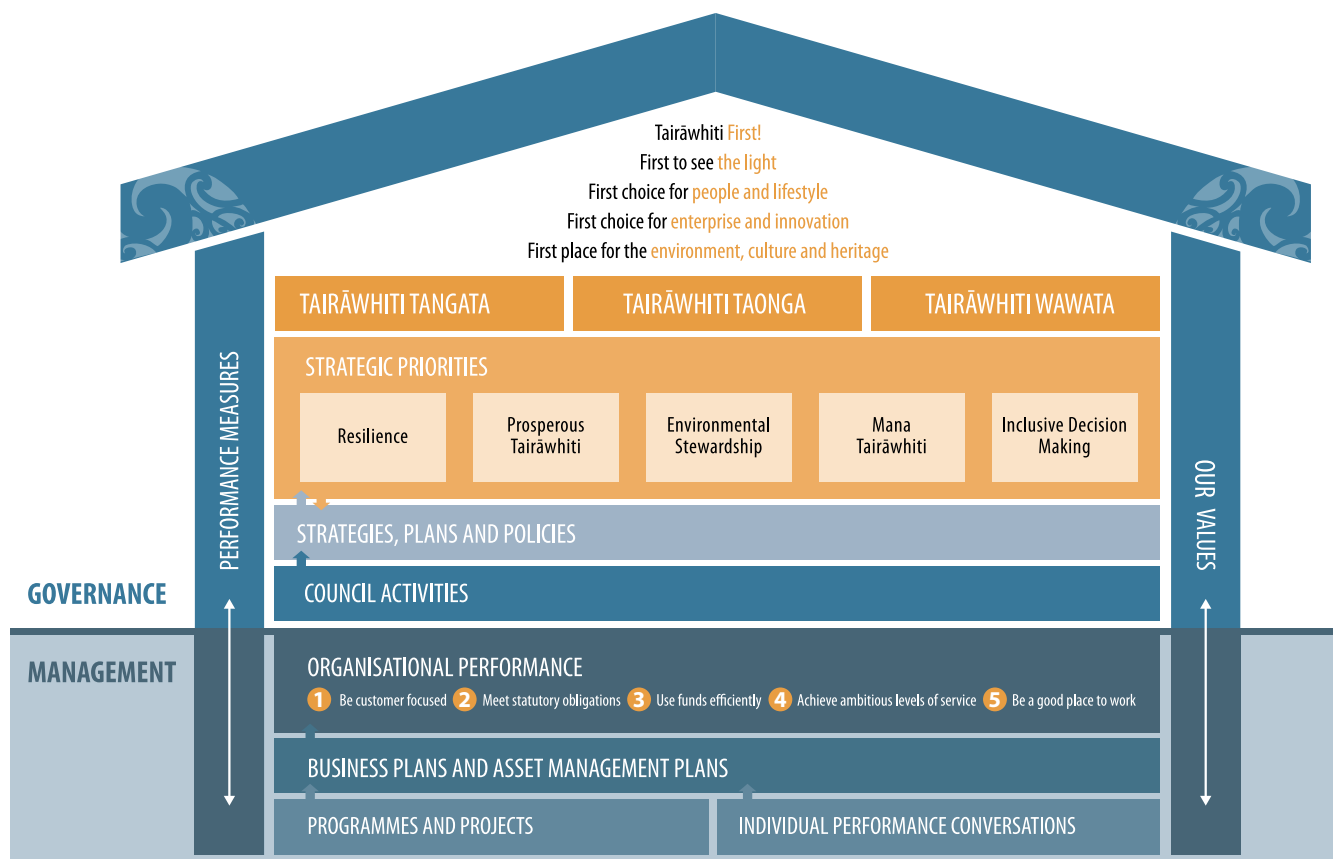 Tairāwhiti First!
First to see the light
First choice for people and lifestyle
First choice for enterprise and innovation
First place for the environment, culture and heritage
TAIRĀWHITI TANGATA
TAIRĀWHITI TAONGA
TAIRĀWHITI WAWATA
STRATEGIC PRIORITIES
Resilience
Prosperous
Tairāwhiti
Environmental
Stewardship
Mana
Tairāwhiti
Inclusive Decision
Making
PERFORMANCE MEASURES
OUR VALUES
STRATEGIES, PLANS AND POLICIES
GOVERNANCE
COUNCIL ACTIVITIES
MANAGEMENT
ORGANISATIONAL PERFORMANCE
1 Be customer focused 2 Meet statutory obligations 3 Use funds efficiently 4 Achieve ambitious levels of service 5 Be a good place to work
BUSINESS PLANS AND ASSET MANAGEMENT PLANS
PROGRAMMES AND PROJECTS
INDIVIDUAL PERFORMANCE CONVERSATIONS